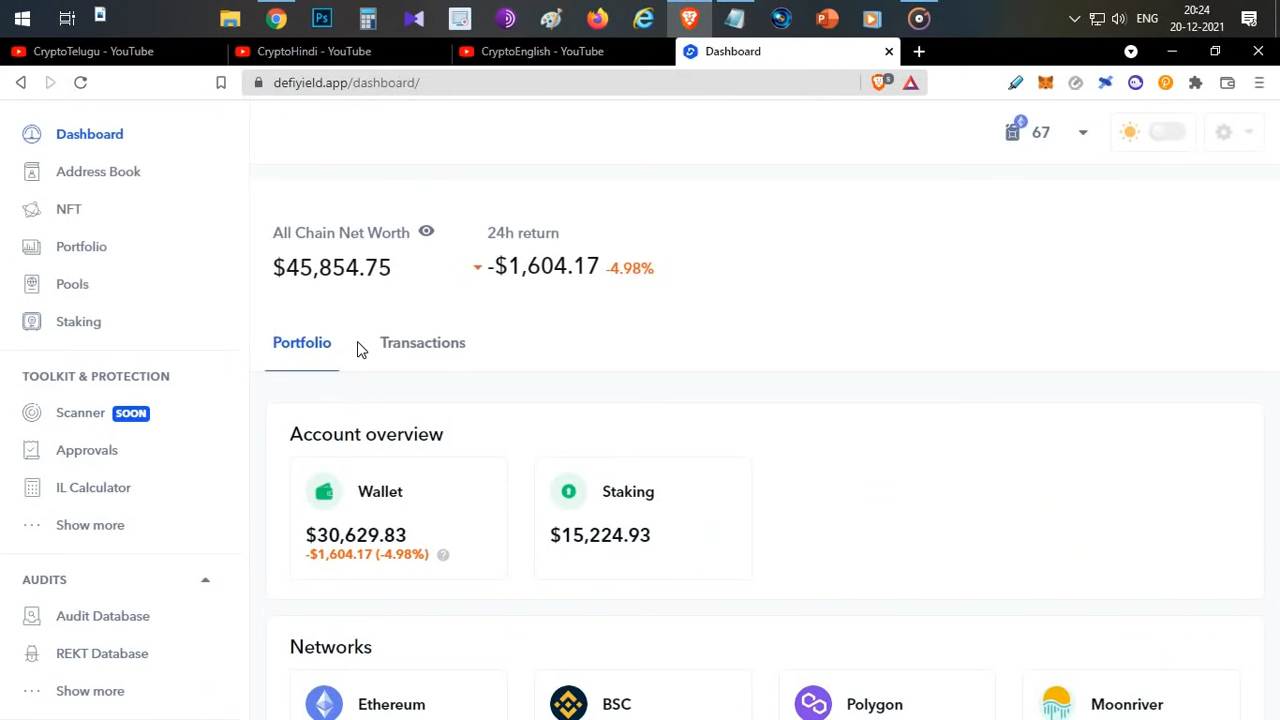 20:24
ENG
20-12-2021
CryptoTelugu - YouTube
CryptoHindi - YouTube
CryptoEnglish - YouTube
Dashboard
defiyield.app/dashboard/
5
Dashboard
Address Book
NFT
Portfolio
Pools
Staking
TOOLKIT & PROTECTION
Scanner SOON
Approvals
IL Calculator
Show more
AUDITS
Audit Database
REKT Database
Show more
67
All Chain Net Worth
$45,854.75
24h return
-$1,604.17 -4.98%
Portfolio
Transactions
Account overview
Wallet
$30,629.83
-$1,604.17 (-4.98%) ?
Staking
$15,224.93
Networks
Ethereum
BSC
Polygon
Moonriver